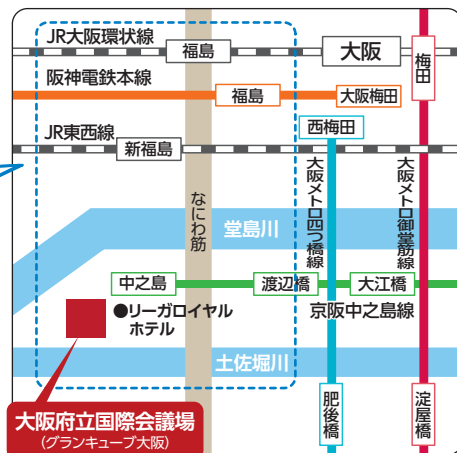 JR大阪環状線
福島
大阪
梅田
阪神電鉄本線
福島
大阪梅田
西梅田
JR東西線
新福島
大阪メトロ四つ橋線
大阪メトロ御堂筋線
なにわ筋
堂島川
中之島
渡辺橋
大江橋
京阪中之島線
●リーガロイヤル
ホテル
土佐堀川
肥後橋
淀屋橋
大阪府立国際会議場
(グランキューブ大阪)